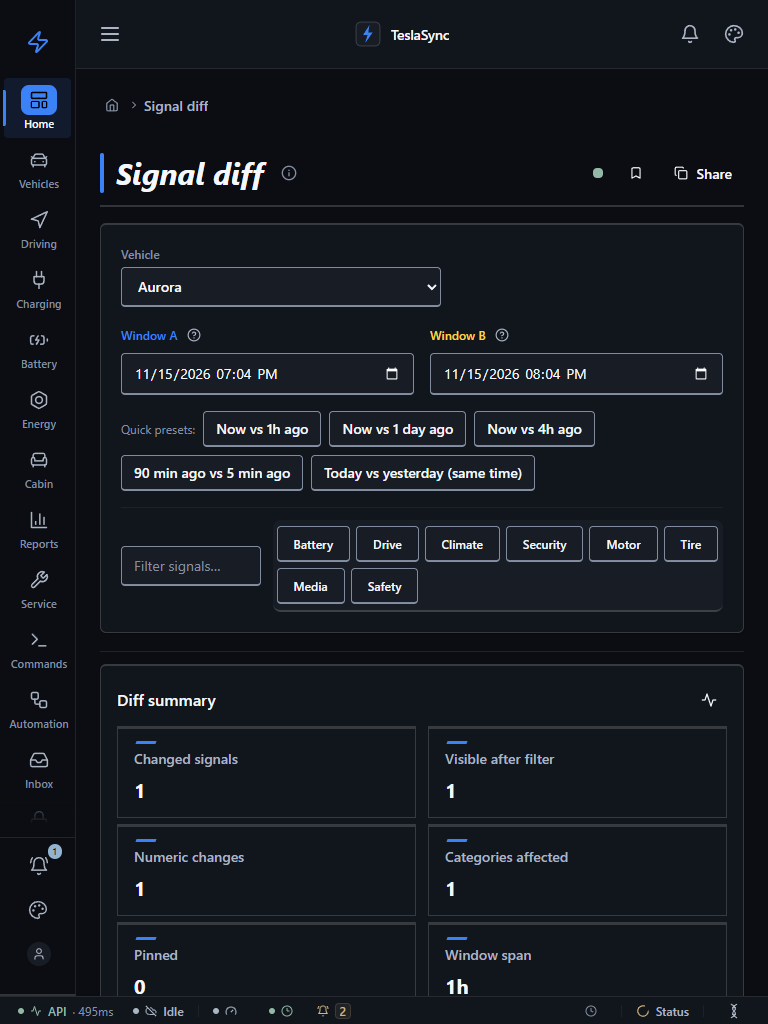 TeslaSync
Signal diff
Home
Vehicles
Driving
Charging
Battery
Energy
Cabin
Reports
Service
Commands
Automation
Inbox
1
Signal diff
Share
Vehicle
Aurora
Window A
Window B
11/15/2026 07:04 PM
11/15/2026 08:04 PM
Quick presets:
Now vs 1h ago
Now vs 1 day ago
Now vs 4h ago
90 min ago vs 5 min ago
Today vs yesterday (same time)
Filter signals...
Battery
Drive
Climate
Security
Motor
Tire
Media
Safety
Diff summary
Changed signals
1
Visible after filter
1
Numeric changes
1
Categories affected
1
Pinned
0
Window span
1h
API · 495ms
Idle
2
Status